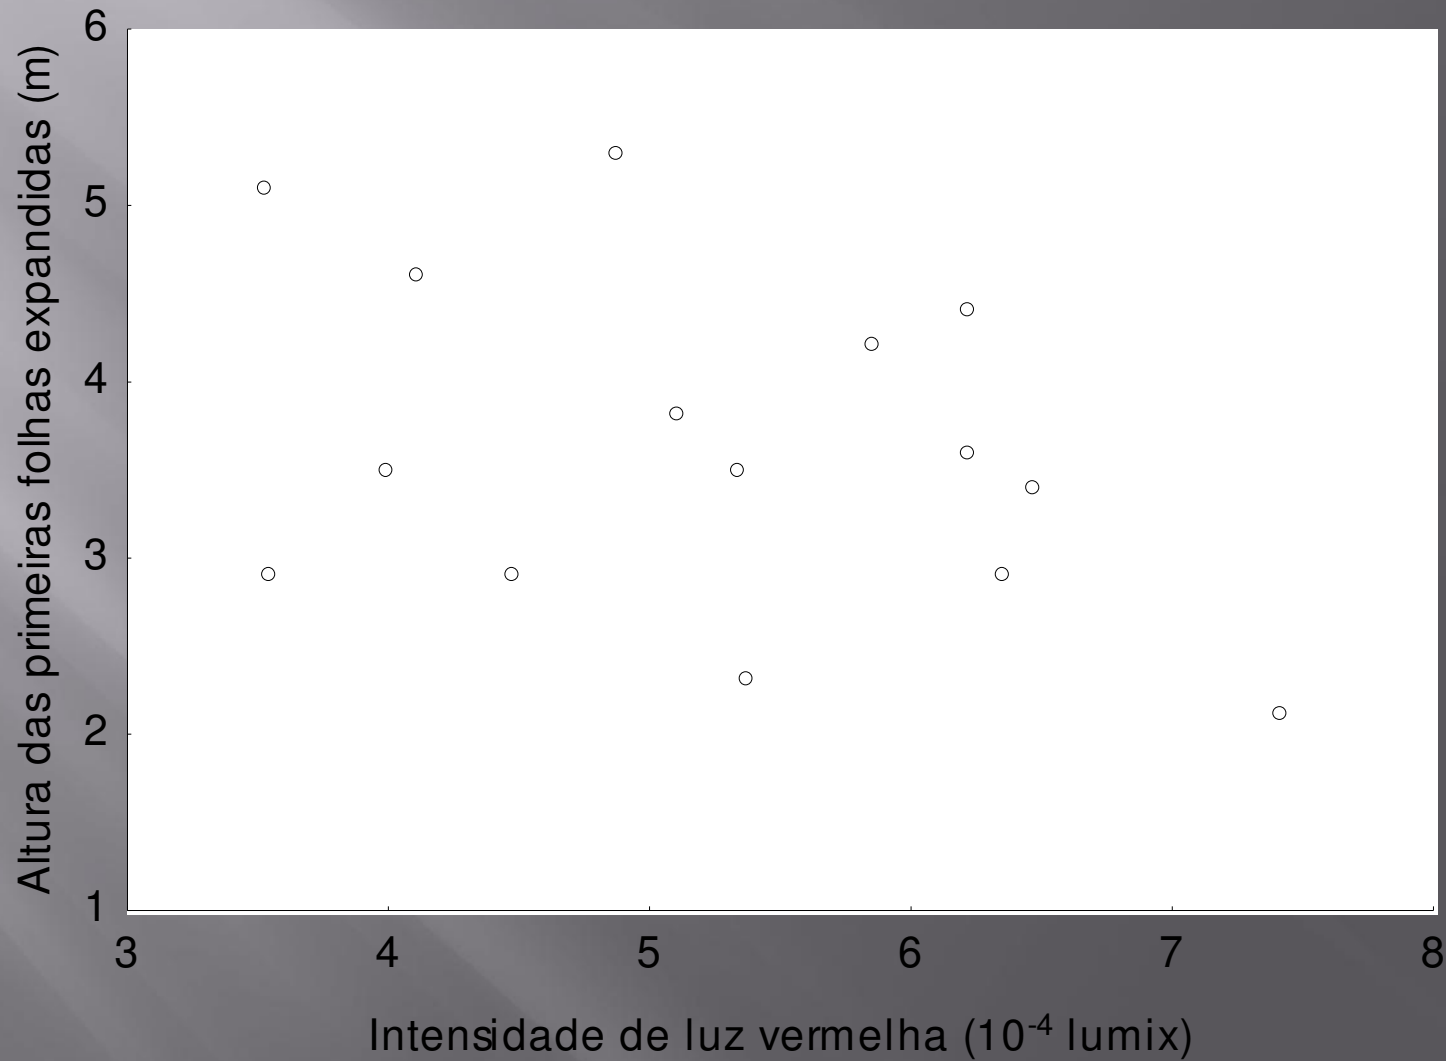 Altura das primeiras folhas expandidas (m)
6
5
4
3
2
1
3 4 5 6 7 8
Intensidade de luz vermelha (10⁻⁴ lumix)